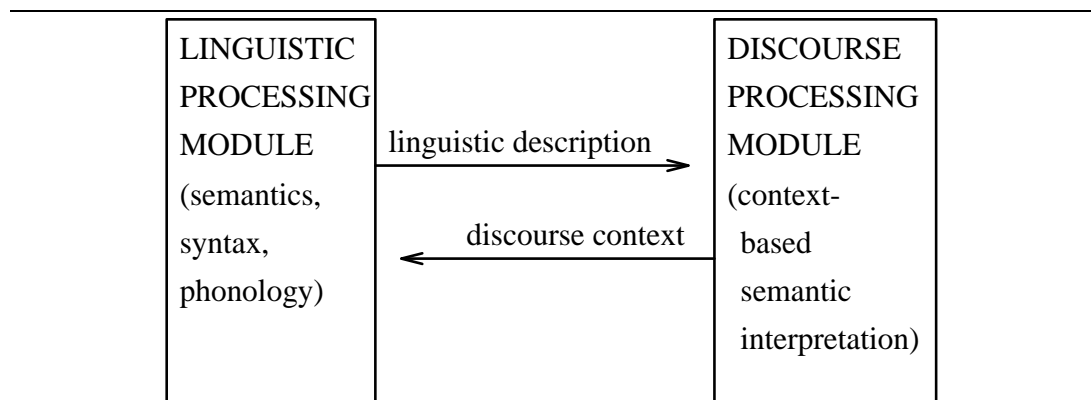 LINGUISTIC
PROCESSING
MODULE
(semantics,
syntax,
phonology)
linguistic description
discourse context
DISCOURSE
PROCESSING
MODULE
(context-
based
semantic
interpretation)